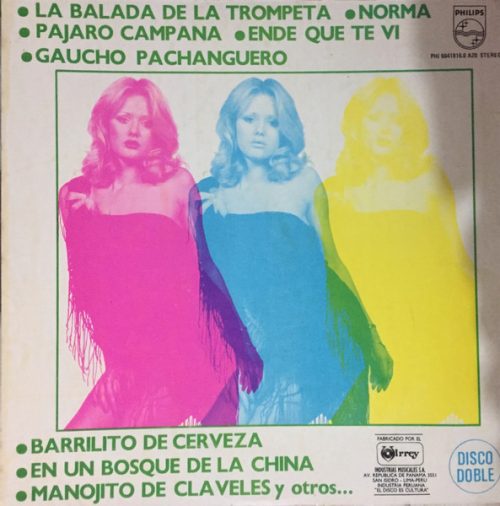 • LA BALADA DE LA TROMPETA • NORMA
• PAJARO CAMPANA • ENDE QUE TE VI
• GAUCHO PACHANGUERO
PHILIPS
STEREO
• BARRILITO DE CERVEZA
• EN UN BOSQUE DE LA CHINA
• MANOJITO DE CLAVELES y otros...
FABRICADO POR EL
Virrey
INDUSTRIAS MUSICALES S.A.
AV. REPUBLICA DE PANAMA 3551
SAN ISIDRO - LIMA-PERU
INDUSTRIA PERUANA
"EL DISCO ES CULTURA"
DISCO
DOBLE